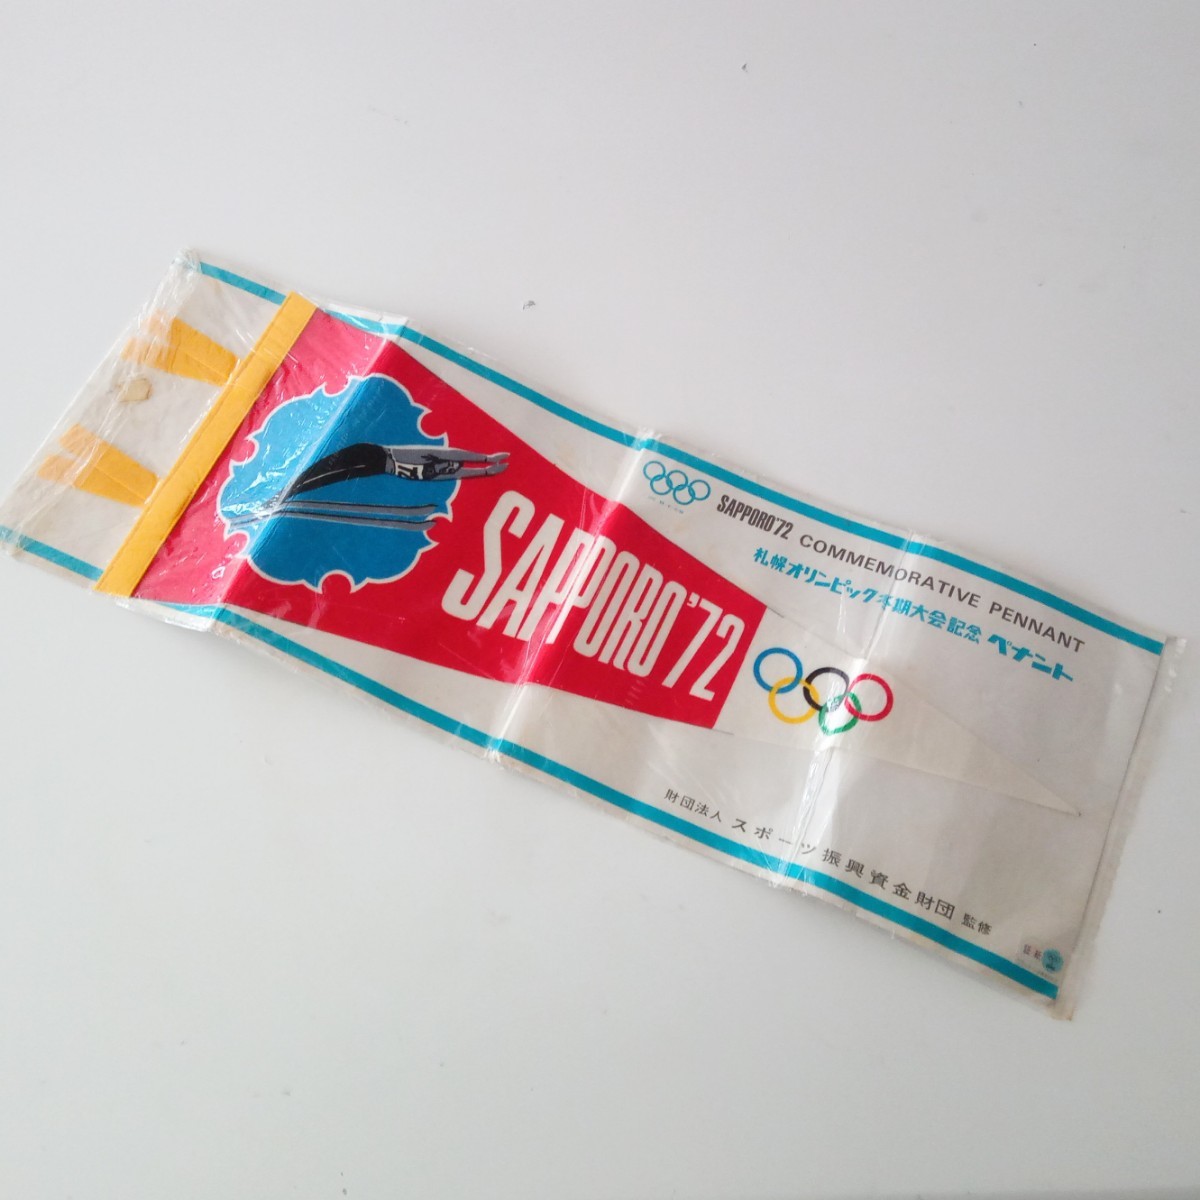 SAPPORO'72
SAPPORO'72 COMMEMORATIVE PENNANT
札幌オリンピック冬期大会記念 ペナント
財団法人 スポーツ振興資金財団 監修